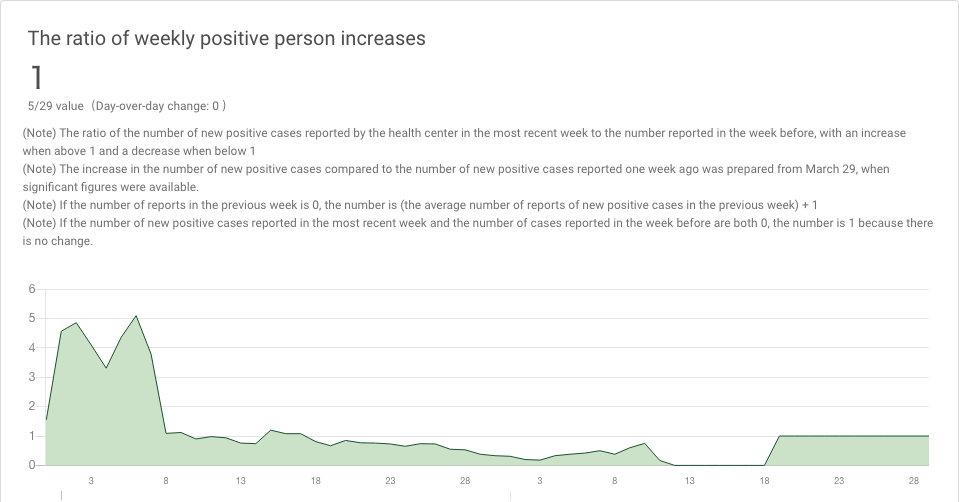 The ratio of weekly positive person increases
1
5/29 value (Day-over-day change: 0 )
(Note) The ratio of the number of new positive cases reported by the health center in the most recent week to the number reported in the week before, with an increase
when above 1 and a decrease when below 1
(Note) The increase in the number of new positive cases compared to the number of new positive cases reported one week ago was prepared from March 29, when
significant figures were available.
(Note) If the number of reports in the previous week is 0, the number is (the average number of reports of new positive cases in the previous week) + 1
(Note) If the number of new positive cases reported in the most recent week and the number of cases reported in the week before are both 0, the number is 1 because there
is no change.
6
5
4
3
2
1
0
3 8 13 18 23 28 3 8 13 18 23 28